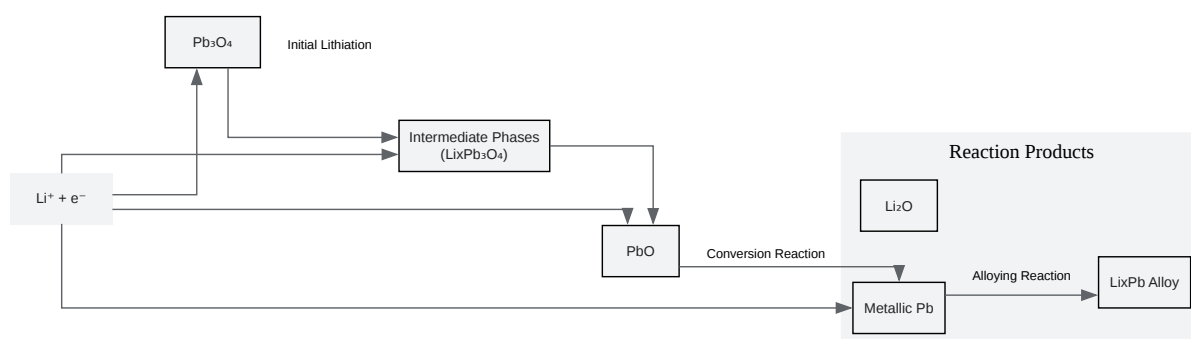 Pb₃O₄
Initial Lithiation
Intermediate Phases
(LixPb₃O₄)
Reaction Products
Li⁺ + e⁻
Li₂O
PbO
Conversion Reaction
Alloying Reaction
LixPb Alloy
Metallic Pb